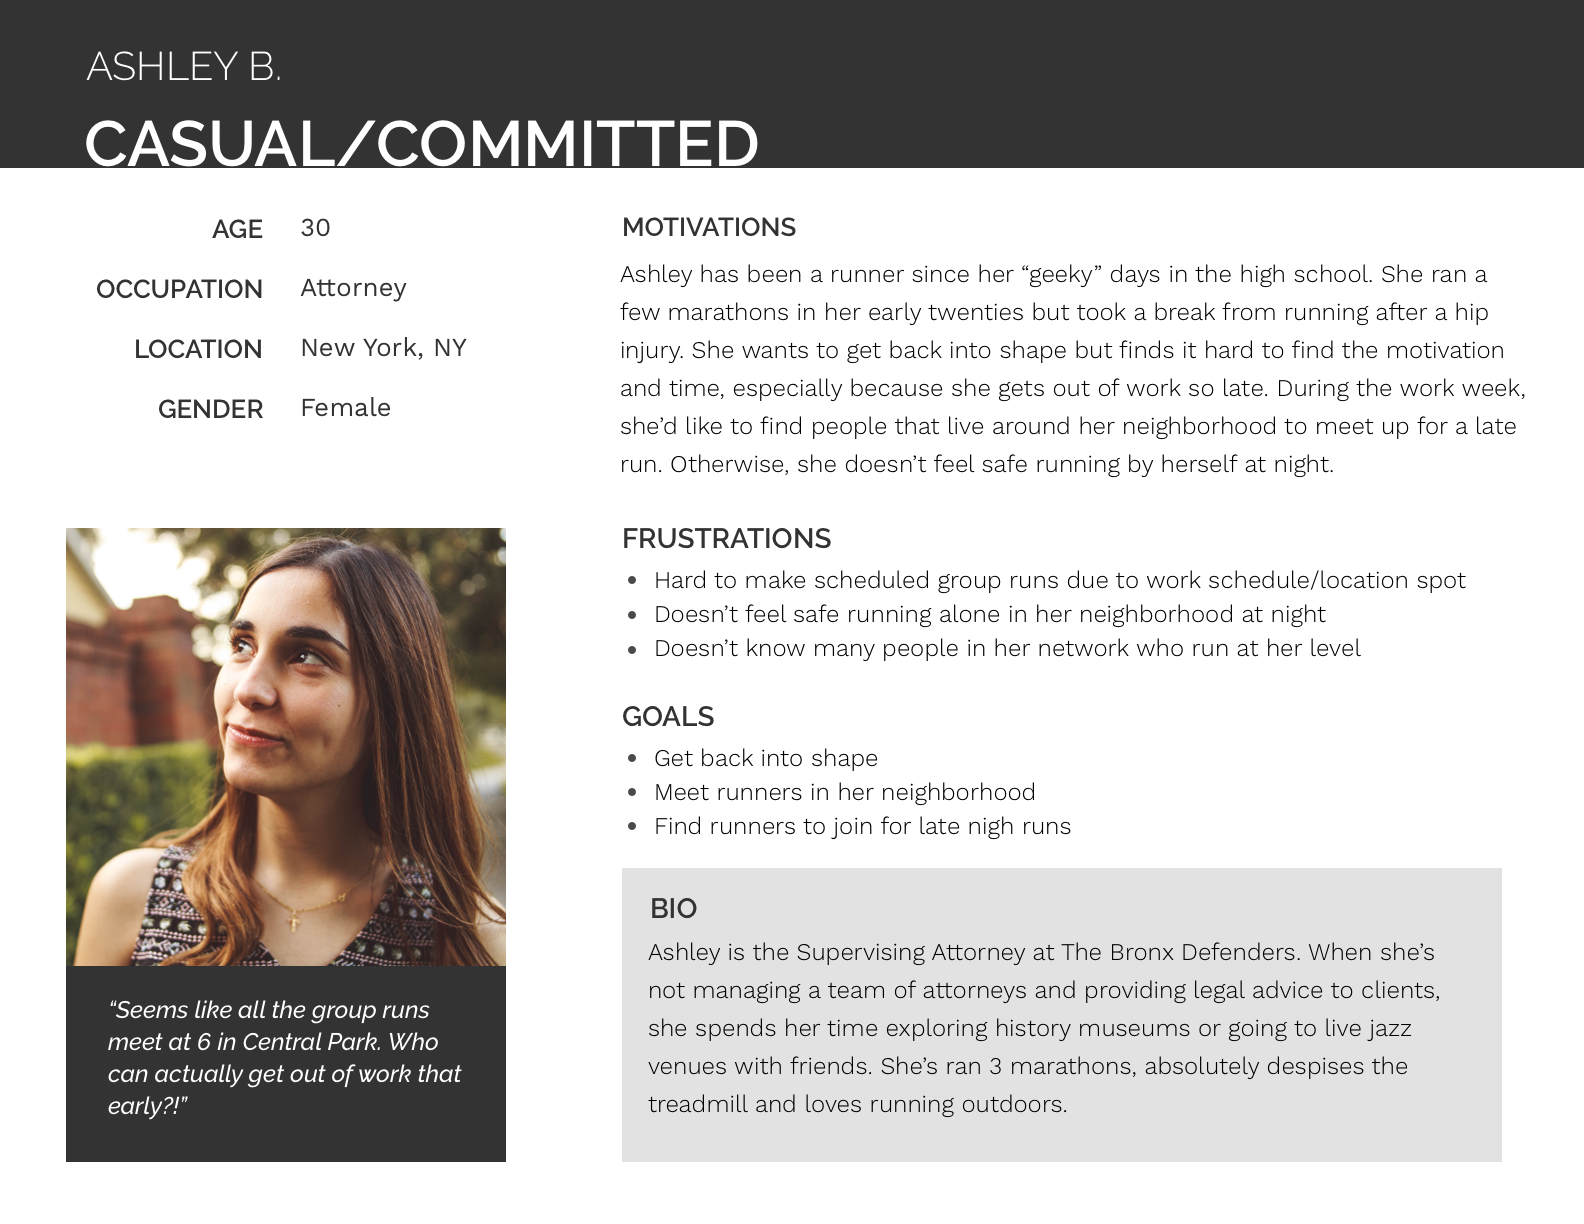 ASHLEY B.
CASUAL/COMMITTED
AGE 30
OCCUPATION Attorney
LOCATION New York, NY
GENDER Female
“Seems like all the group runs
meet at 6 in Central Park. Who
can actually get out of work that
early?!”
MOTIVATIONS
Ashley has been a runner since her “geeky” days in the high school. She ran a
few marathons in her early twenties but took a break from running after a hip
injury. She wants to get back into shape but finds it hard to find the motivation
and time, especially because she gets out of work so late. During the work week,
she’d like to find people that live around her neighborhood to meet up for a late
run. Otherwise, she doesn’t feel safe running by herself at night.
FRUSTRATIONS
• Hard to make scheduled group runs due to work schedule/location spot
• Doesn’t feel safe running alone in her neighborhood at night
• Doesn’t know many people in her network who run at her level
GOALS
• Get back into shape
• Meet runners in her neighborhood
• Find runners to join for late nigh runs
BIO
Ashley is the Supervising Attorney at The Bronx Defenders. When she’s
not managing a team of attorneys and providing legal advice to clients,
she spends her time exploring history museums or going to live jazz
venues with friends. She’s ran 3 marathons, absolutely despises the
treadmill and loves running outdoors.